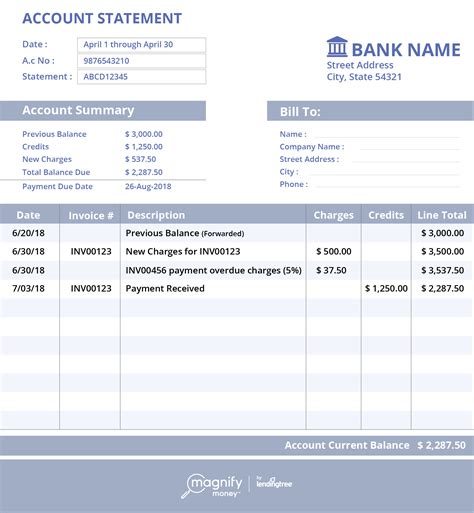 ACCOUNT STATEMENT
Date : April 1 through April 30
A.c No : 9876543210
Statement : ABCD12345
BANK NAME
Street Address
City, State 54321
Account Summary
Previous Balance $ 3,000.00
Credits $ 1,250.00
New Charges $ 537.50
Total Balance Due $ 2,287.50
Payment Due Date 26-Aug-2018
Bill To:
Name :
Company Name :
Street Address :
City :
Phone :
Date Invoice # Description Charges Credits Line Total
6/20/18 Previous Balance (Forwarded) $ 3,000.00
6/30/18 INV00123 New Charges for INV00123 $ 500.00 $ 3,500.00
6/30/18 INV00456 payment overdue charges (5%) $ 37.50 $ 3,537.50
7/03/18 INV00123 Payment Received $ 1,250.00 $ 2,287.50
Account Current Balance $ 2,287.50
magnify money by lendingtree